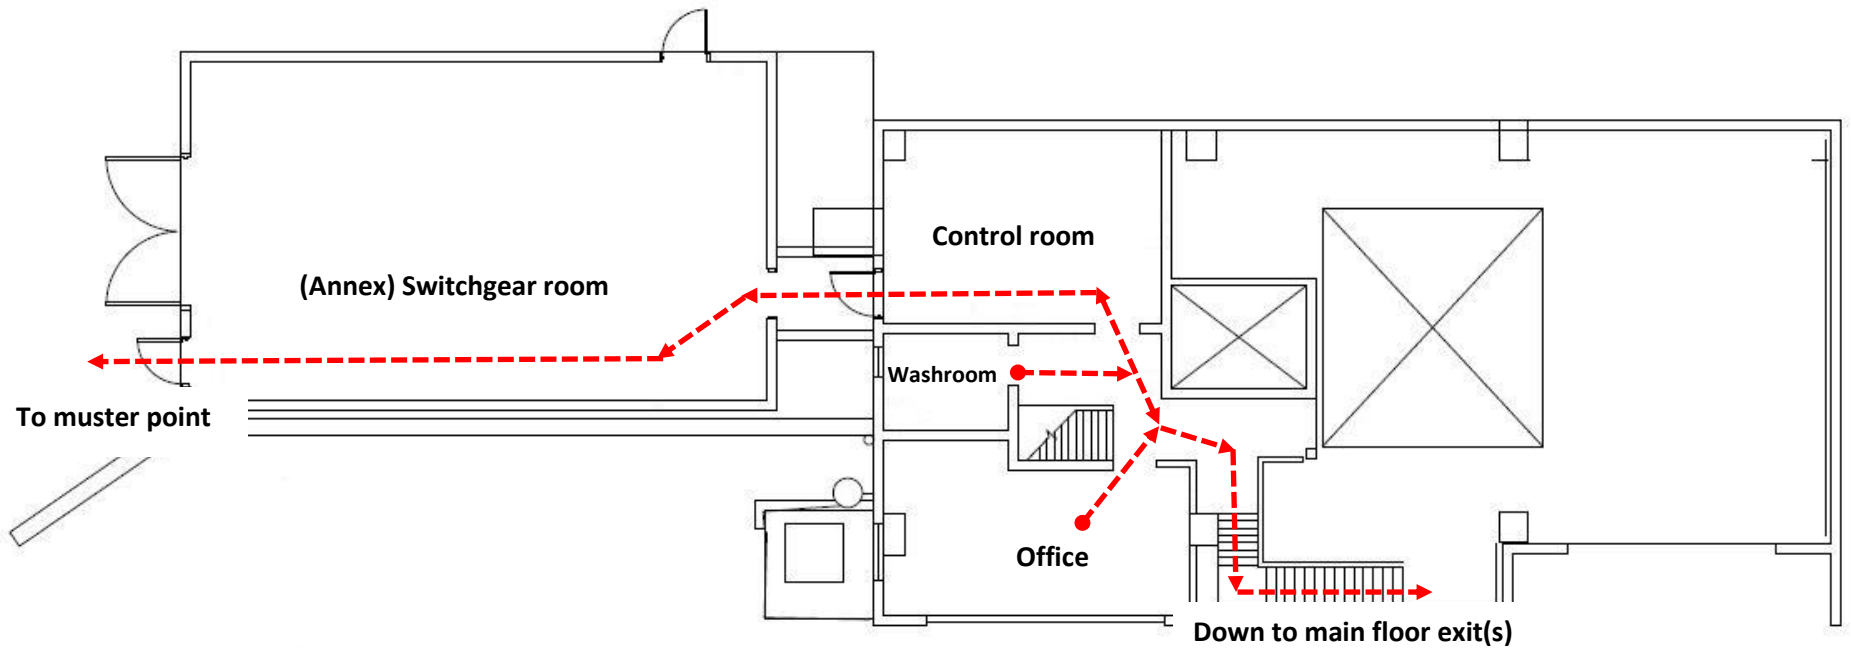 Control room
(Annex) Switchgear room
Washroom
To muster point
Office
Down to main floor exit(s)